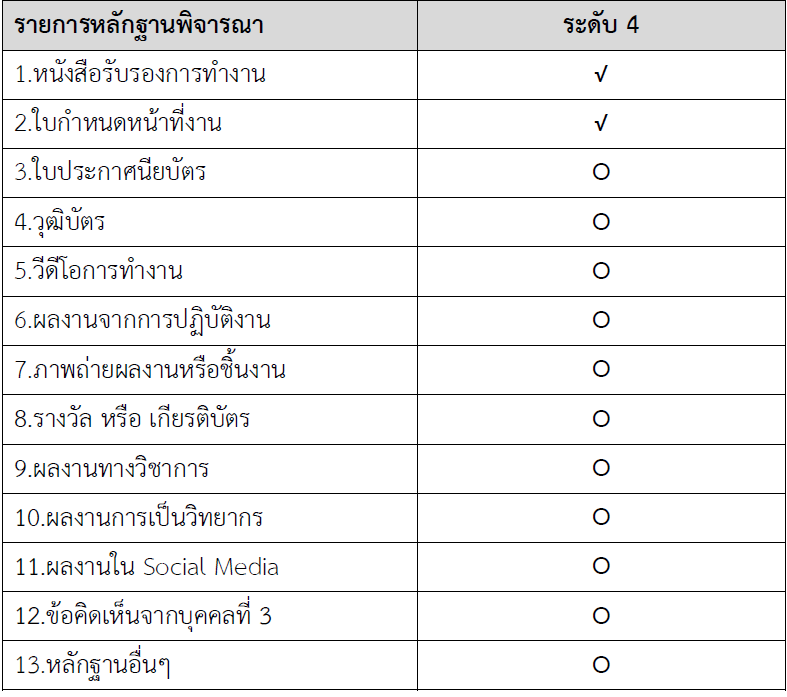 รายการหลักฐานพิจารณา ระดับ 4
1.หนังสือรับรองการทำงาน √
2.ใบกำหนดหน้าที่งาน √
3.ใบประกาศนียบัตร O
4.วุฒิบัตร O
5.วีดีโอการทำงาน O
6.ผลงานจากการปฏิบัติงาน O
7.ภาพถ่ายผลงานหรือชิ้นงาน O
8.รางวัล หรือ เกียรติบัตร O
9.ผลงานทางวิชาการ O
10.ผลงานการเป็นวิทยากร O
11.ผลงานใน Social Media O
12.ข้อคิดเห็นจากบุคคลที่ 3 O
13.หลักฐานอื่นๆ O